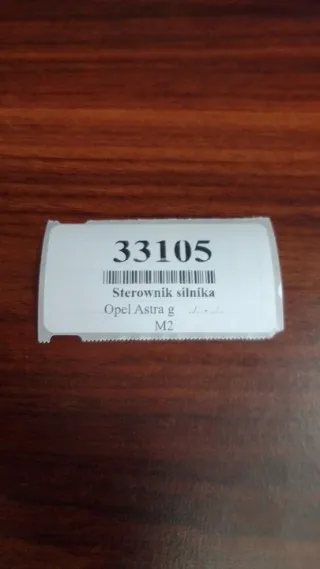 33105
Sterownik silnika
Opel Astra g
M2